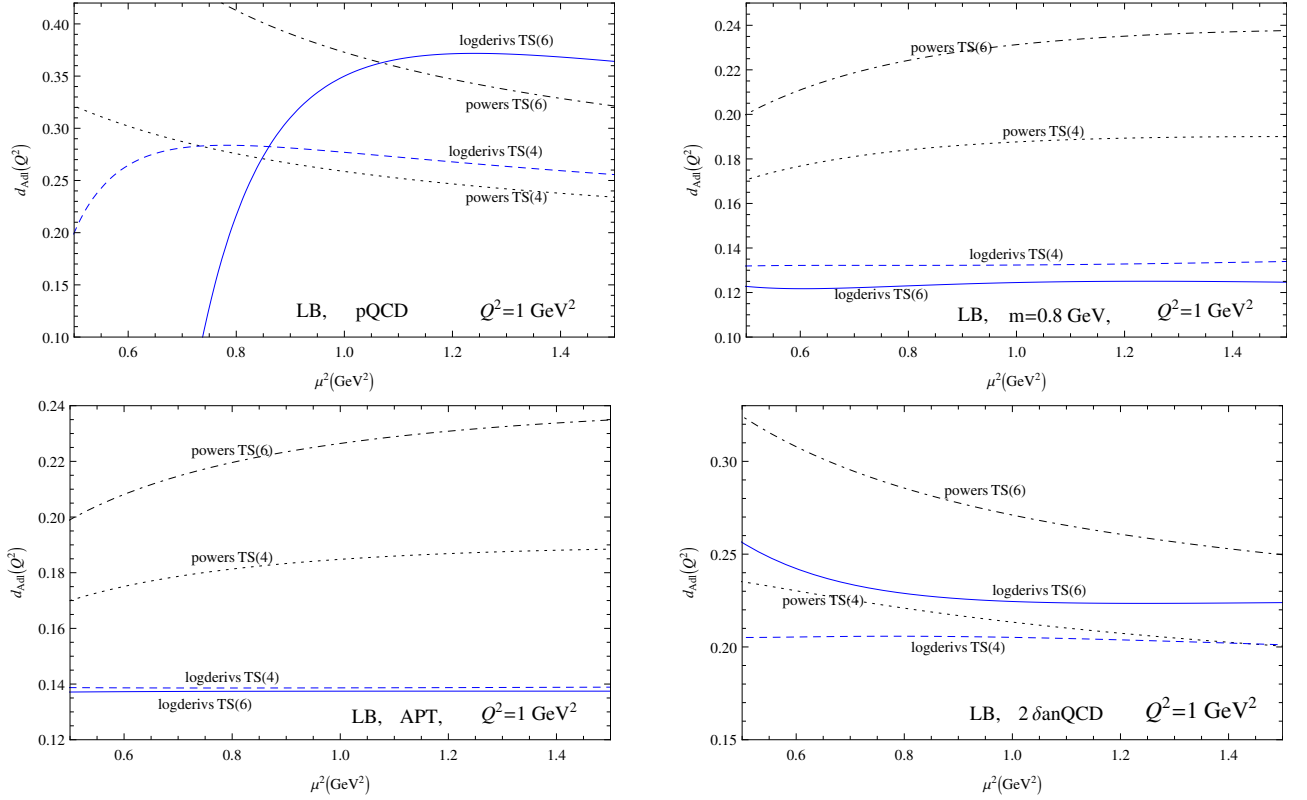 0.40
0.35
0.30
0.25
0.20
0.15
0.10
d_Adl(Q²)
logderivs TS(6)
powers TS(6)
logderivs TS(4)
powers TS(4)
LB, pQCD Q²=1 GeV²
0.6 0.8 1.0 1.2 1.4
μ²(GeV²)
0.24
0.22
0.20
0.18
0.16
0.14
0.12
0.10
d_Adl(Q²)
powers TS(6)
powers TS(4)
logderivs TS(4)
logderivs TS(6)
LB, m=0.8 GeV, Q²=1 GeV²
0.6 0.8 1.0 1.2 1.4
μ²(GeV²)
0.24
0.22
0.20
0.18
0.16
0.14
0.12
d_Adl(Q²)
powers TS(6)
powers TS(4)
logderivs TS(4)
logderivs TS(6)
LB, APT, Q²=1 GeV²
0.6 0.8 1.0 1.2 1.4
μ²(GeV²)
0.30
0.25
0.20
0.15
d_Adl(Q²)
powers TS(6)
logderivs TS(6)
powers TS(4)
logderivs TS(4)
LB, 2 δanQCD Q²=1 GeV²
0.6 0.8 1.0 1.2 1.4
μ²(GeV²)